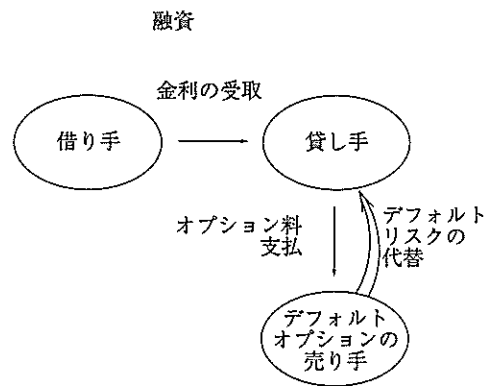 融資
金利の受取
借り手
貸し手
オプション料
支払
デフォルト
リスクの
代替
デフォルト
オプションの
売り手